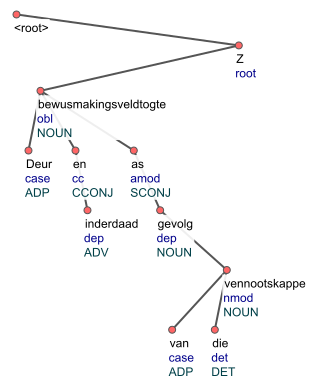 <root>
Z
root
bewusmakingsveldtogte
obl
NOUN
Deur en as
case cc amod
ADP CCONJ SCONJ
inderdaad gevolg
dep dep
ADV NOUN
vennootskappe
nmod
NOUN
van die
case det
ADP DET